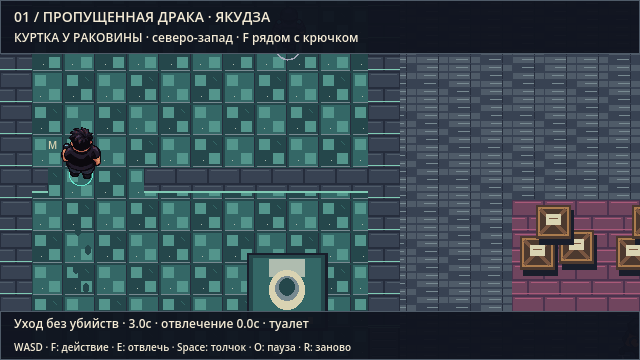 01 / ПРОПУЩЕННАЯ ДРАКА · ЯКУДЗА
КУРТКА У РАКОВИНЫ · северо-запад · F рядом с крючком
М
Уход без убийств · 3.0с · отвлечение 0.0с · туалет
WASD · F: действие · E: отвлечь · Space: толчок · O: пауза · R: заново